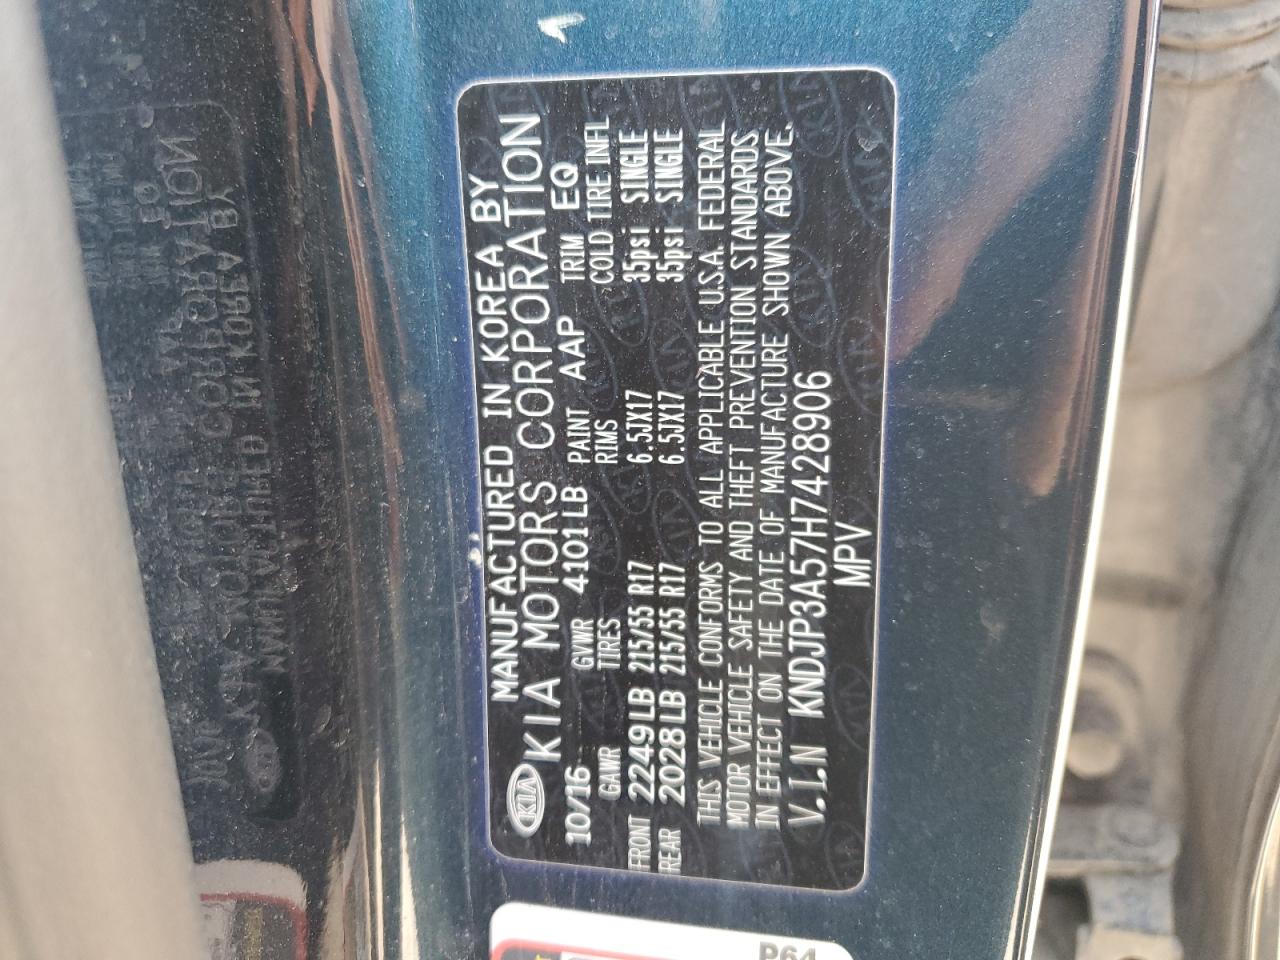 MANUFACTURED IN KOREA BY
KIA KIA MOTORS CORPORATION
10/16 GVWR 4101LB PAINT AAP TRIM EQ
GAWR TIRES RIMS COLD TIRE INFL
FRONT 2249LB 215/55 R17 6.5JX17 35psi SINGLE
REAR 2028LB 215/55 R17 6.5JX17 35psi SINGLE
THIS VEHICLE CONFORMS TO ALL APPLICABLE U.S.A. FEDERAL
MOTOR VEHICLE SAFETY AND THEFT PREVENTION STANDARDS
IN EFFECT ON THE DATE OF MANUFACTURE SHOWN ABOVE.
V.I.N KNDJP3A57H7428906
MPV
P64